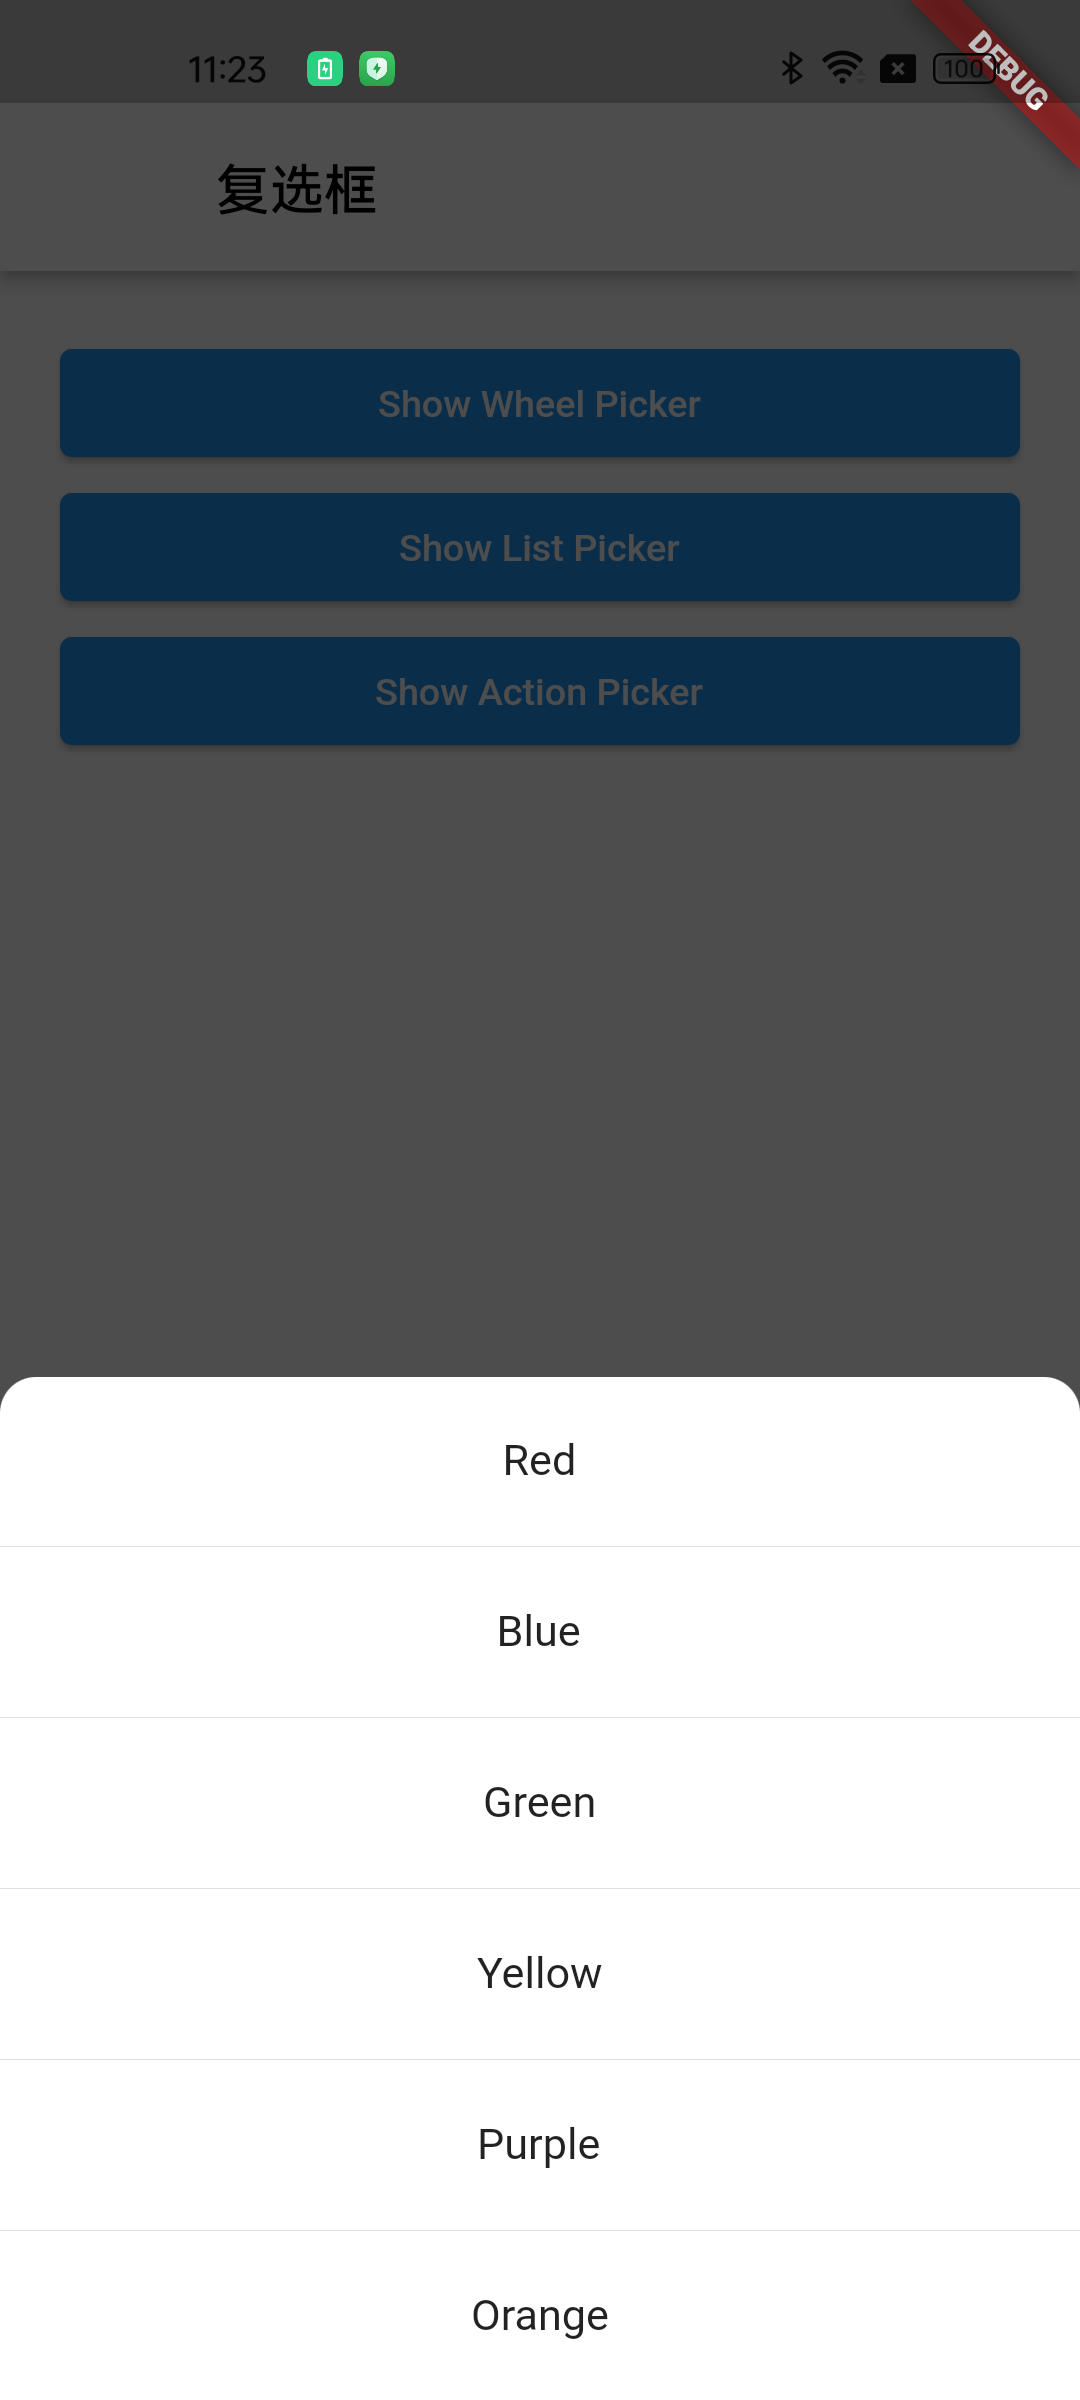 11:23
100
DEBUG
复选框
Show Wheel Picker
Show List Picker
Show Action Picker
Red
Blue
Green
Yellow
Purple
Orange